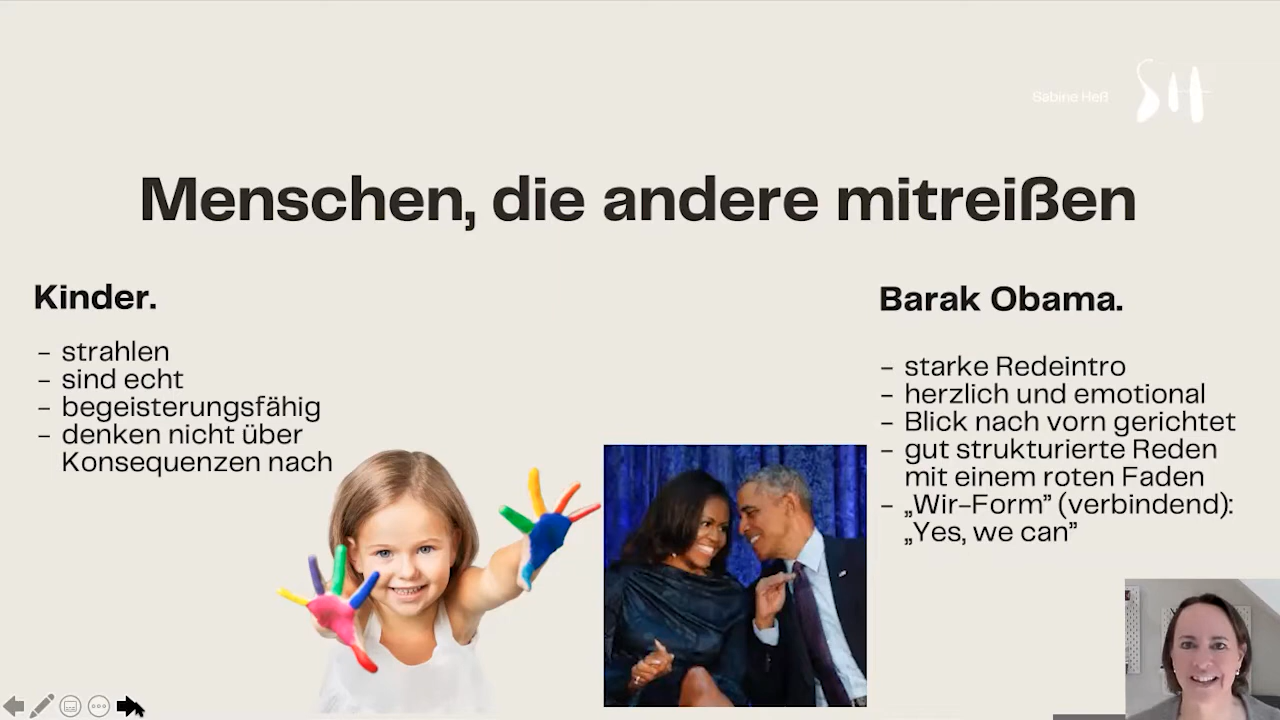 Sabine Heß
SH
Menschen, die andere mitreißen
Kinder.
– strahlen
– sind echt
– begeisterungsfähig
– denken nicht über
Konsequenzen nach
Barak Obama.
– starke Redeintro
– herzlich und emotional
– Blick nach vorn gerichtet
– gut strukturierte Reden
mit einem roten Faden
– „Wir-Form” (verbindend):
„Yes, we can”